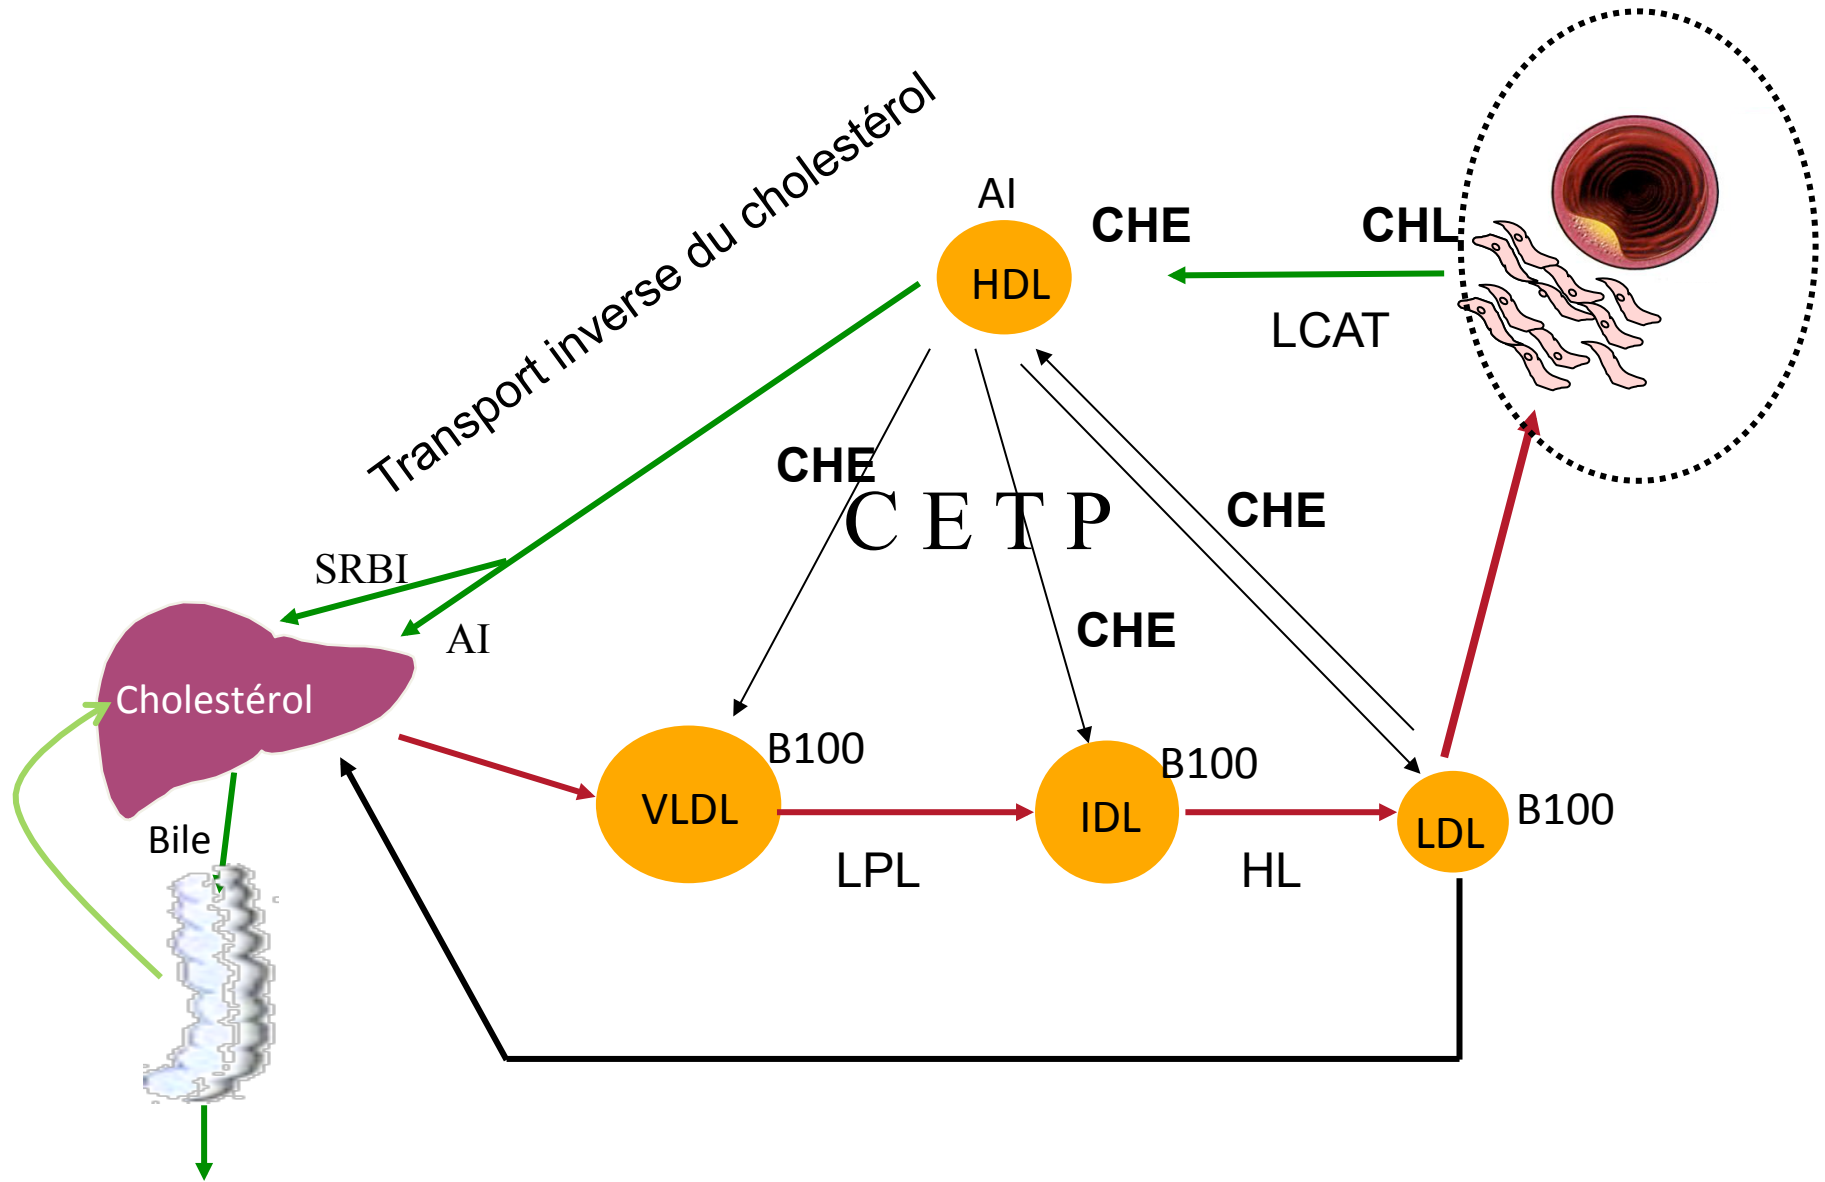 Transport inverse du cholestérol
AI
HDL
CHE
CHL
LCAT
CHE
C E T P
CHE
SRBI
AI
CHE
Cholestérol
Bile
VLDL
B100
LPL
IDL
B100
HL
LDL
B100